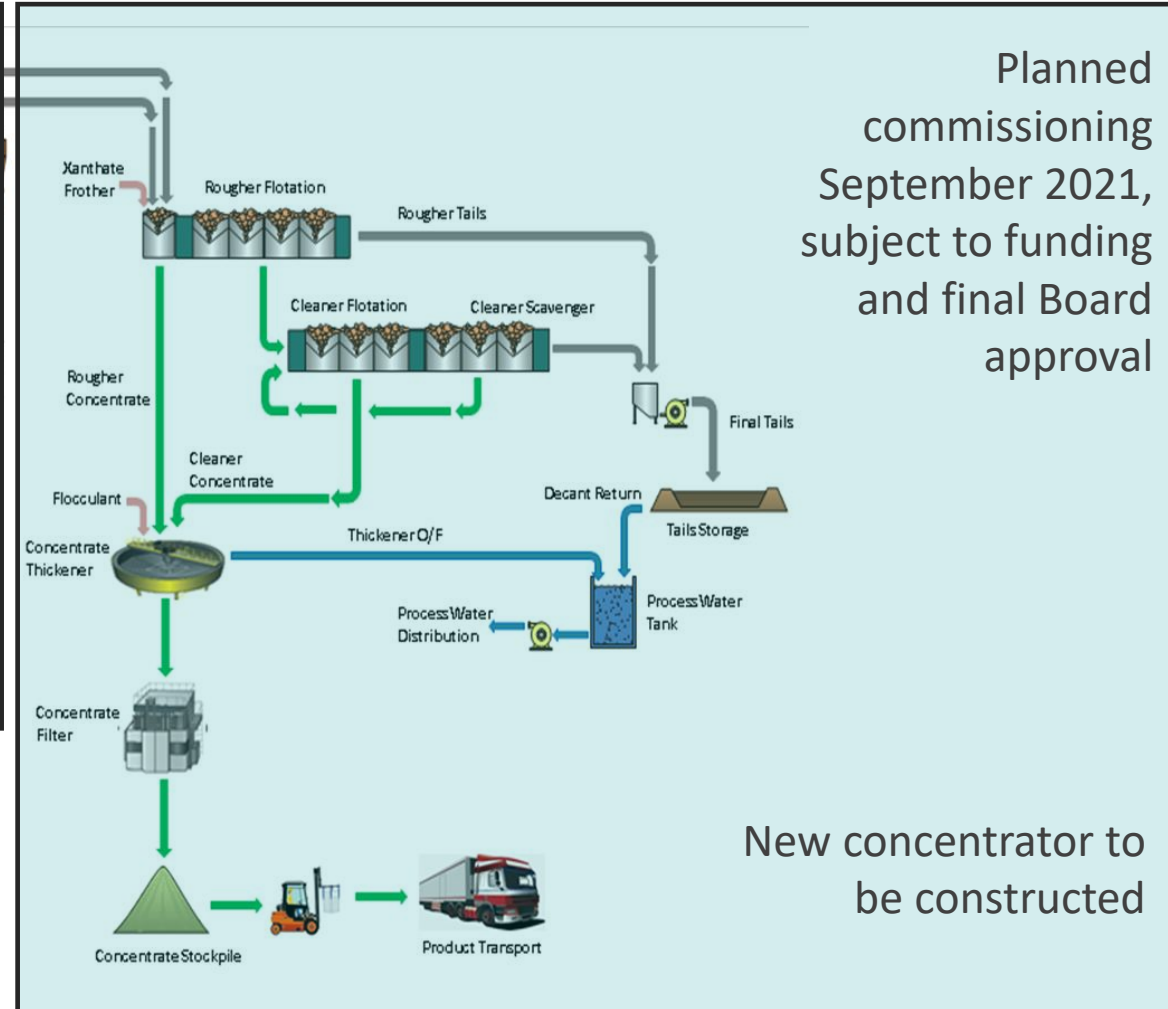 Planned
commissioning
September 2021,
subject to funding
and final Board
approval
Xanthate
Frother
Rougher Flotation
Rougher Tails
Cleaner Flotation
Cleaner Scavenger
Rougher
Concentrate
Final Tails
Cleaner
Concentrate
Flocculant
Decant Return
Tails Storage
Thickener O/F
Concentrate
Thickener
Process Water
Distribution
Process Water
Tank
Concentrate
Filter
New concentrator to
be constructed
Concentrate Stockpile
Product Transport